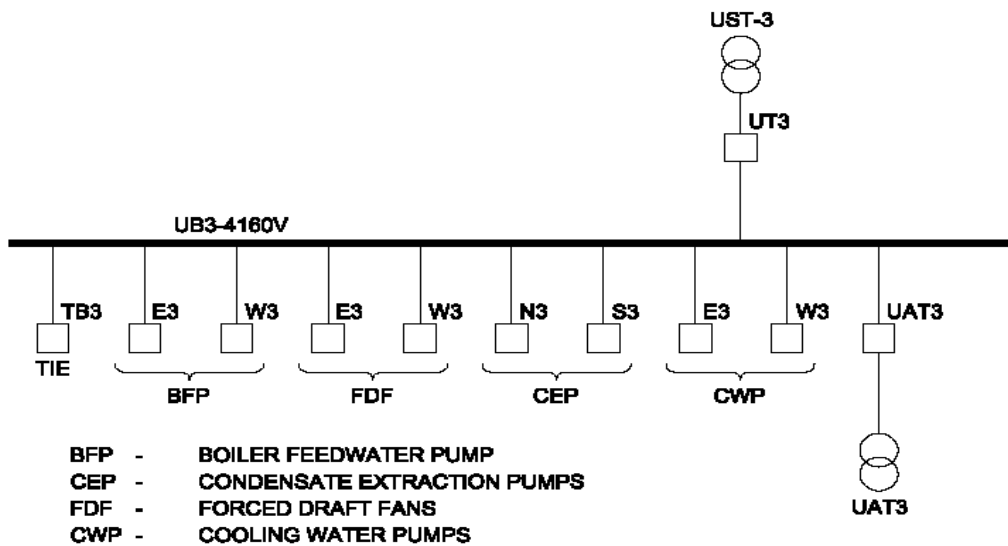 UST-3
UT3
UB3-4160V
TB3 E3 W3 E3 W3 N3 S3 E3 W3 UAT3
TIE
BFP FDF CEP CWP
BFP - BOILER FEEDWATER PUMP
CEP - CONDENSATE EXTRACTION PUMPS
FDF - FORCED DRAFT FANS
CWP - COOLING WATER PUMPS
UAT3